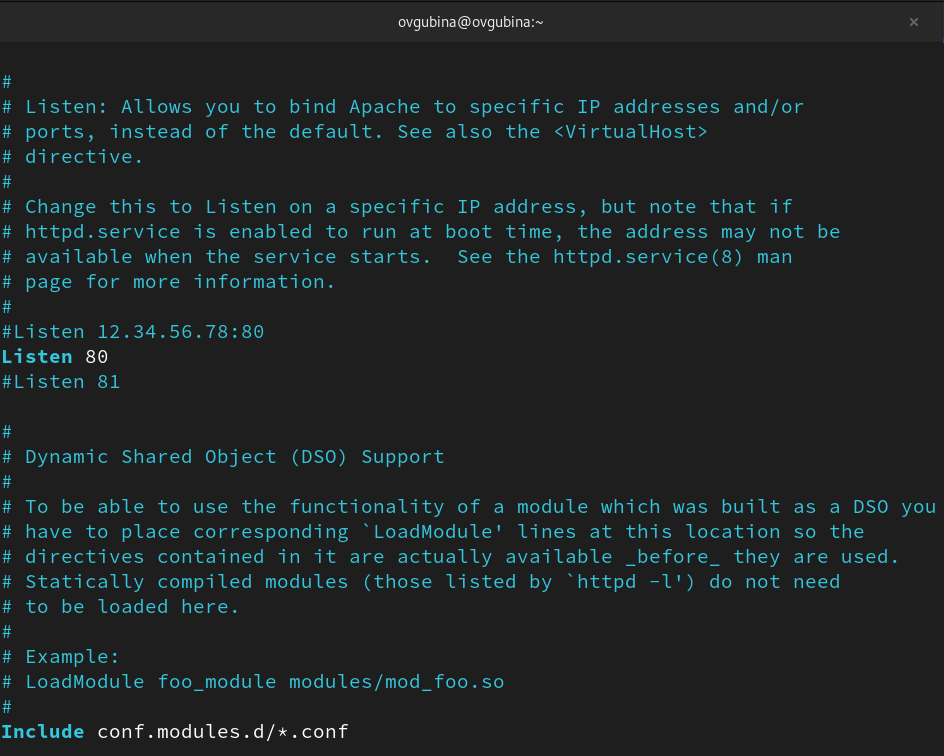 ovgubina@ovgubina:~
#
# Listen: Allows you to bind Apache to specific IP addresses and/or
# ports, instead of the default. See also the <VirtualHost>
# directive.
#
# Change this to Listen on a specific IP address, but note that if
# httpd.service is enabled to run at boot time, the address may not be
# available when the service starts.  See the httpd.service(8) man
# page for more information.
#
#Listen 12.34.56.78:80
Listen 80
#Listen 81
#
# Dynamic Shared Object (DSO) Support
#
# To be able to use the functionality of a module which was built as a DSO you
# have to place corresponding `LoadModule' lines at this location so the
# directives contained in it are actually available _before_ they are used.
# Statically compiled modules (those listed by `httpd -l') do not need
# to be loaded here.
#
# Example:
# LoadModule foo_module modules/mod_foo.so
#
Include conf.modules.d/*.conf